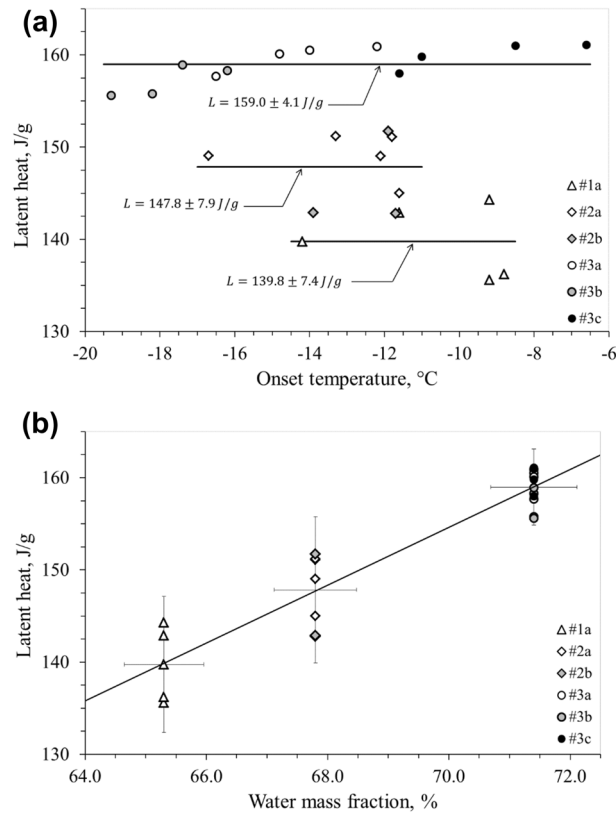 (a)
Latent heat, J/g
160
150
140
130
L = 159.0 ± 4.1 J/g
L = 147.8 ± 7.9 J/g
L = 139.8 ± 7.4 J/g
#1a
#2a
#2b
#3a
#3b
#3c
-20 -18 -16 -14 -12 -10 -8 -6
Onset temperature, °C
(b)
Latent heat, J/g
160
150
140
130
#1a
#2a
#2b
#3a
#3b
#3c
64.0 66.0 68.0 70.0 72.0
Water mass fraction, %